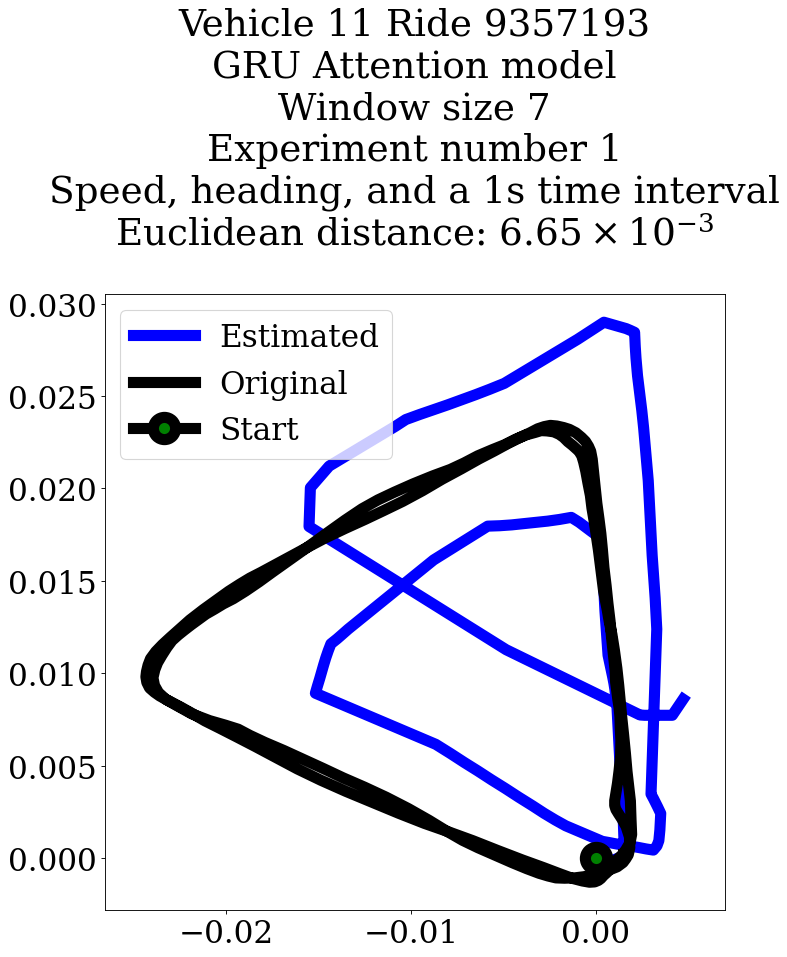 Vehicle 11 Ride 9357193
GRU Attention model
Window size 7
Experiment number 1
Speed, heading, and a 1s time interval
Euclidean distance: 6.65 × 10⁻³
0.030
Estimated
0.025
Original
Start
0.020
0.015
0.010
0.005
0.000
−0.02 −0.01 0.00